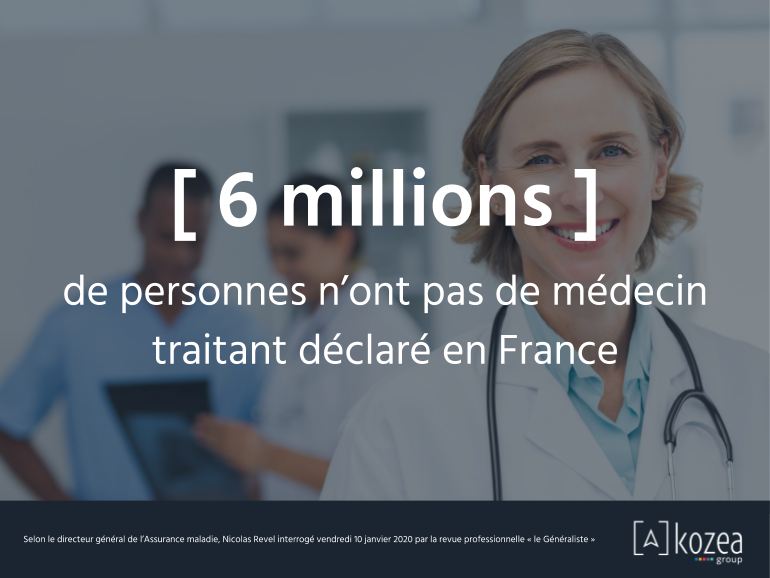 [ 6 millions ]
de personnes n’ont pas de médecin
traitant déclaré en France
Selon le directeur général de l’Assurance maladie, Nicolas Revel interrogé vendredi 10 janvier 2020 par la revue professionnelle « le Généraliste »
[A] kozea
group